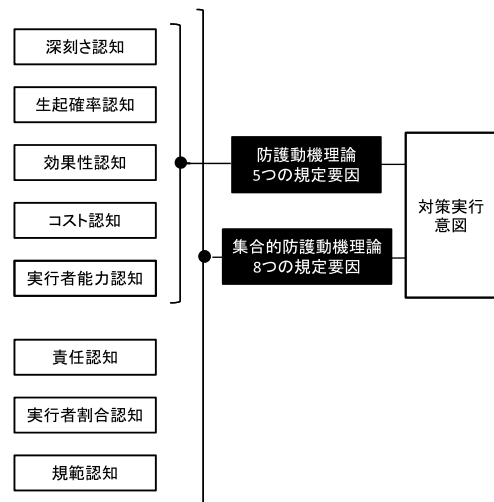 深刻さ認知
生起確率認知
効果性認知
コスト認知
実行者能力認知
責任認知
実行者割合認知
規範認知
防護動機理論
5つの規定要因
集合的防護動機理論
8つの規定要因
対策実行
意図